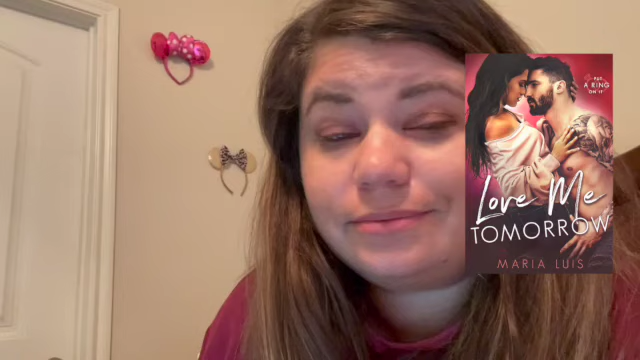 PUT
A RING
ON IT
Love Me
TOMORROW
MARIA LUIS